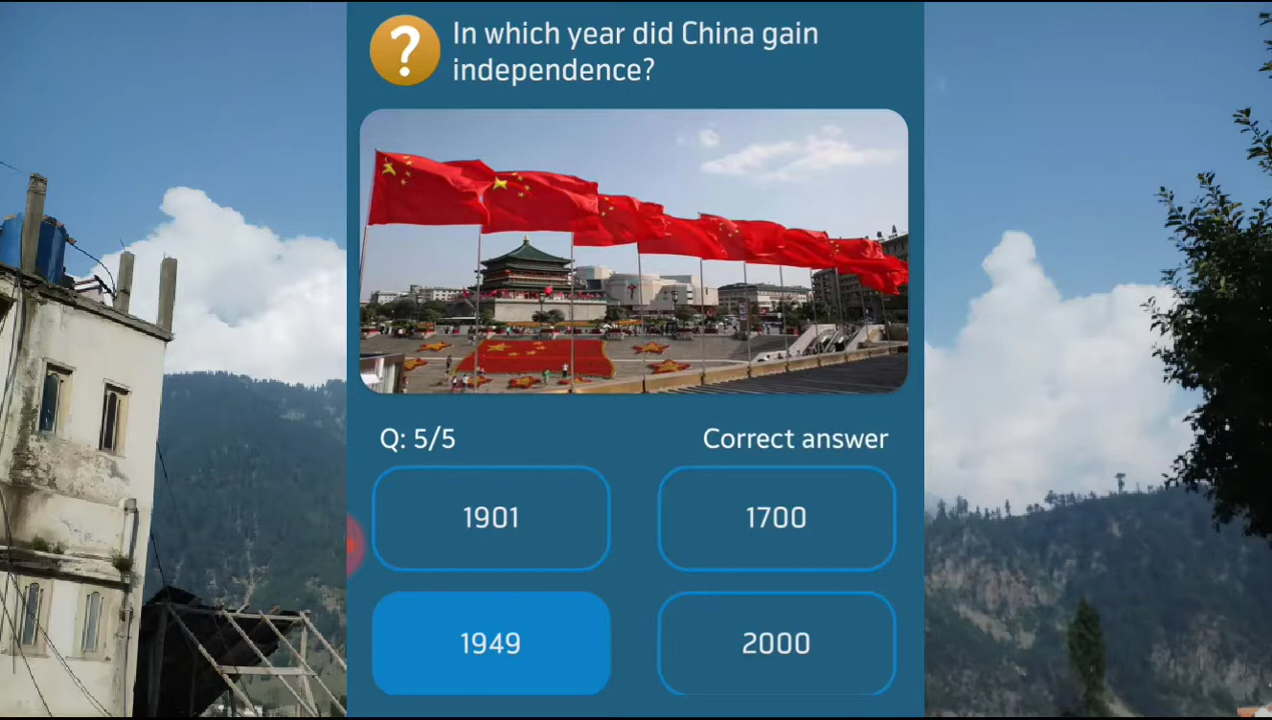 ?
In which year did China gain
independence?
Q: 5/5
Correct answer
1901
1700
1949
2000